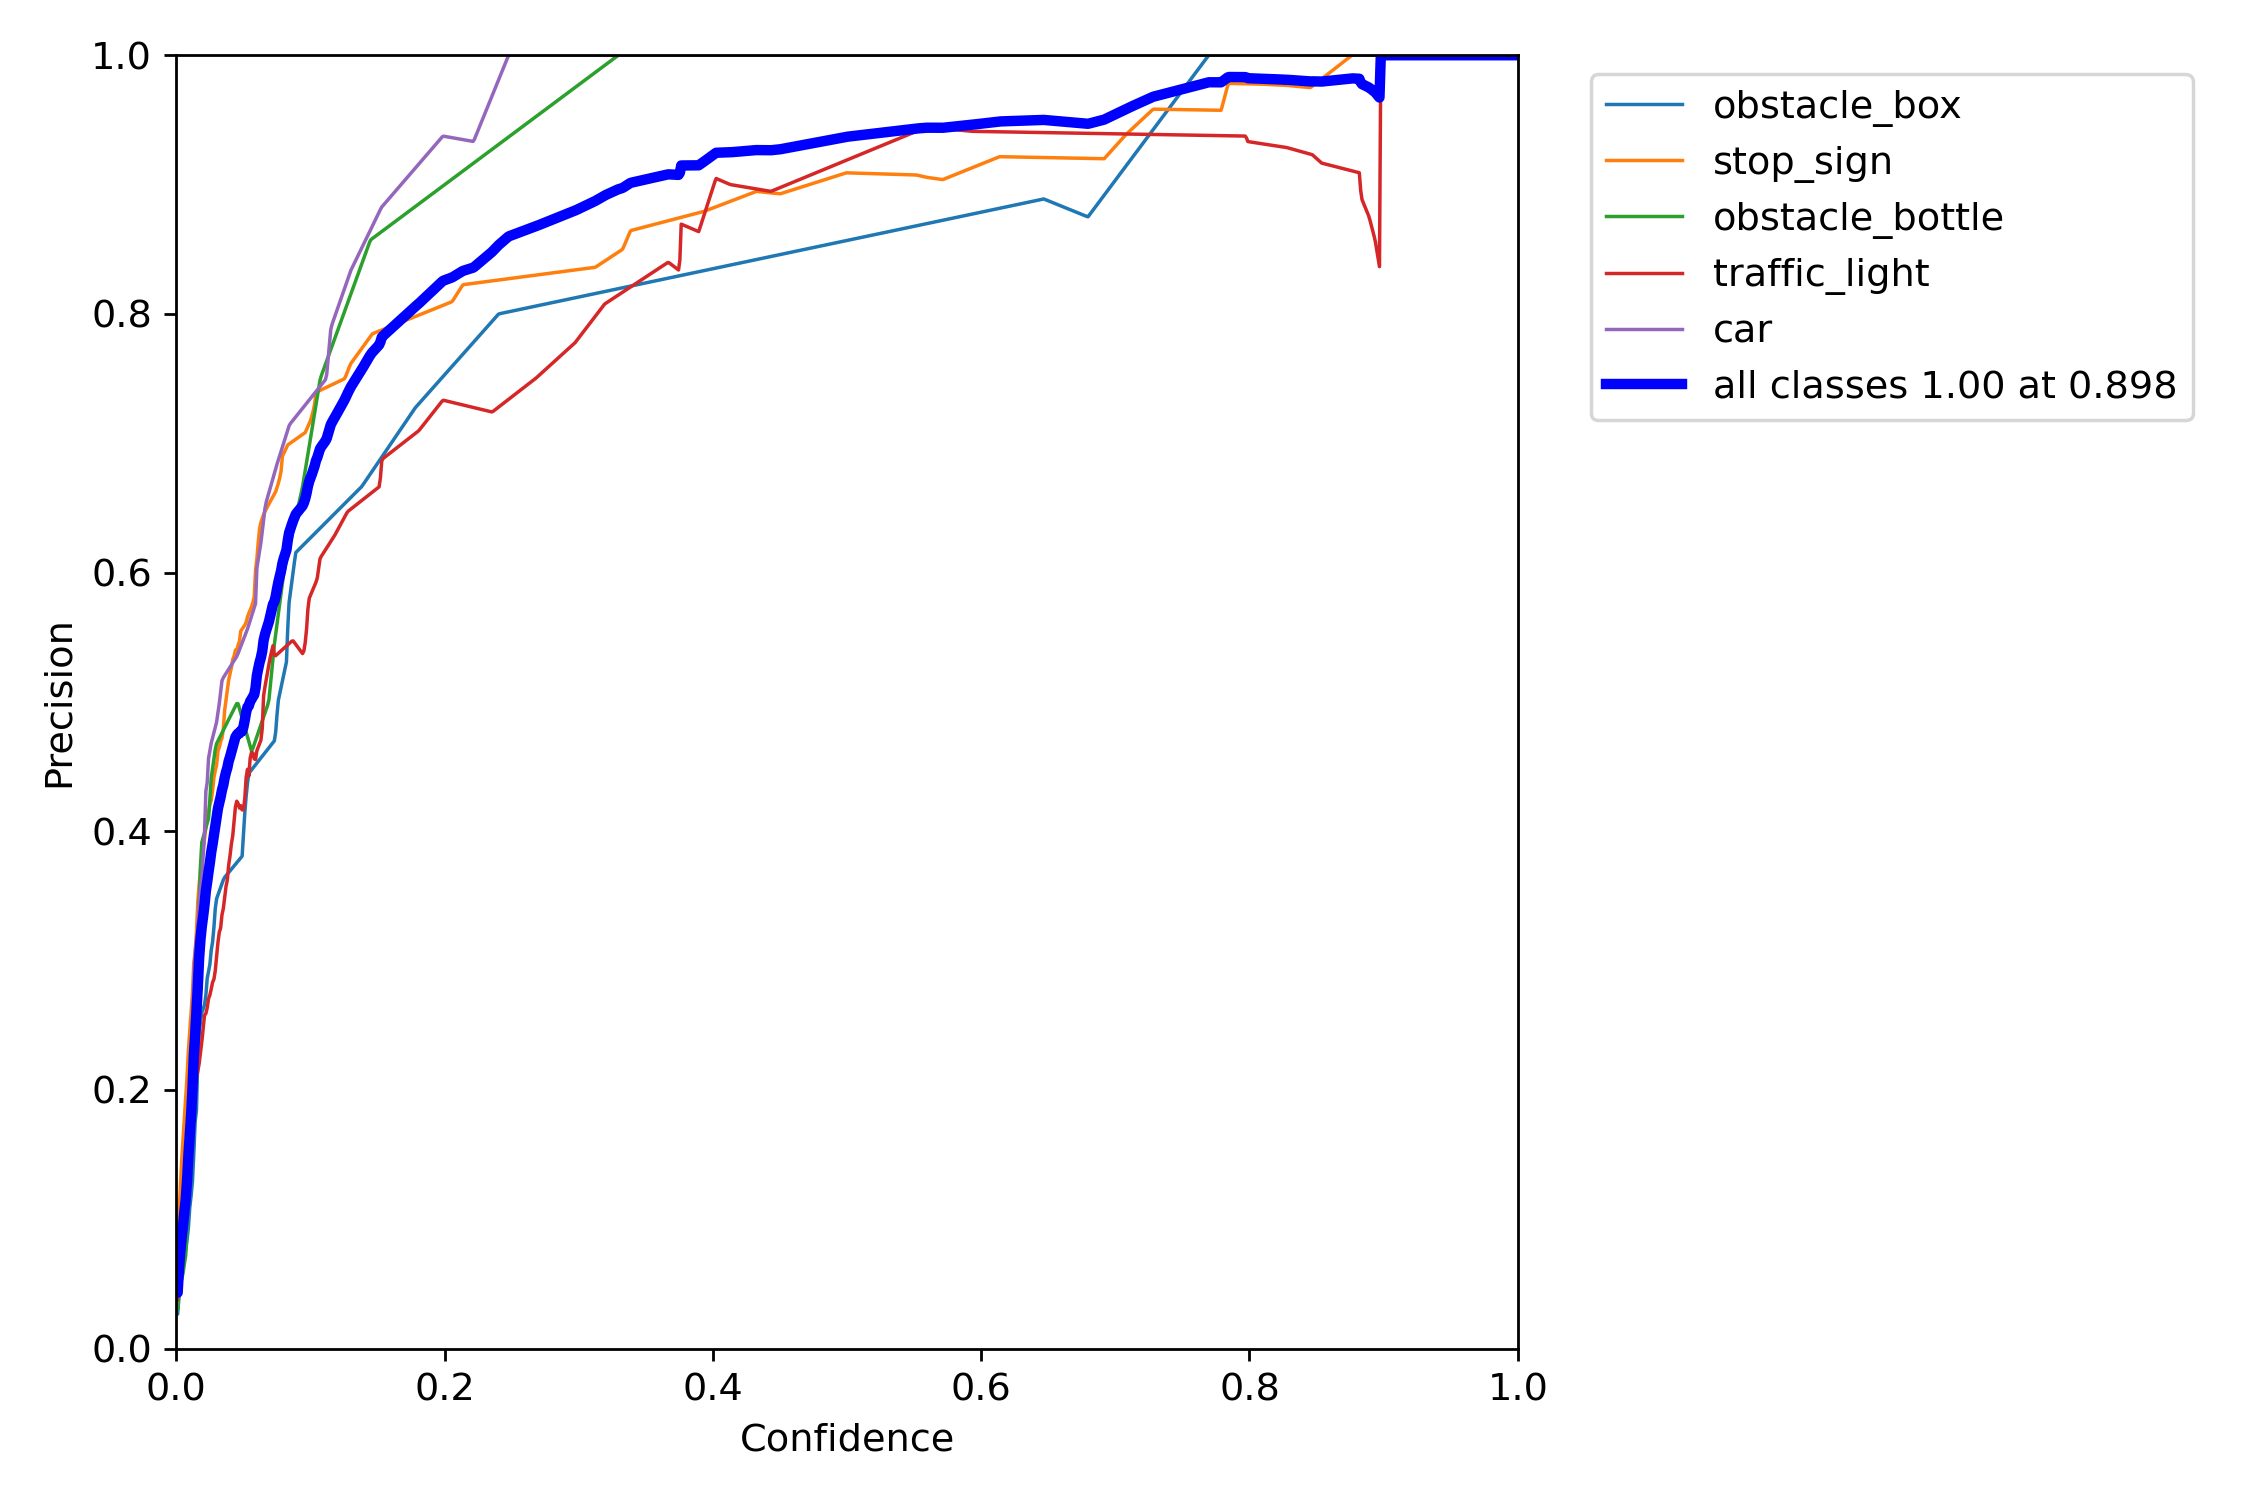 1.0
0.8
0.6
0.4
0.2
0.0
Precision
0.0 0.2 0.4 0.6 0.8 1.0
Confidence
obstacle_box
stop_sign
obstacle_bottle
traffic_light
car
all classes 1.00 at 0.898